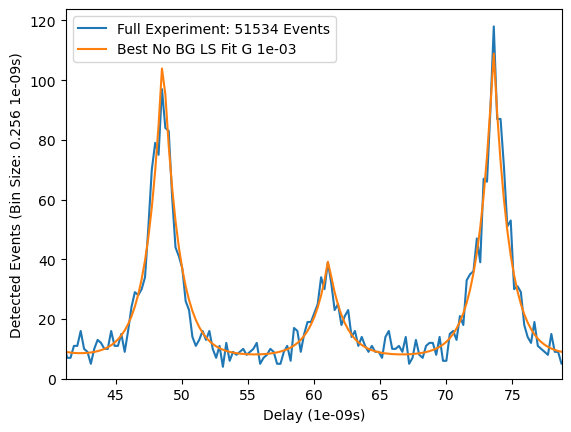 Full Experiment: 51534 Events
Best No BG LS Fit G 1e-03
Detected Events (Bin Size: 0.256 1e-09s)
120
100
80
60
40
20
0
45 50 55 60 65 70 75
Delay (1e-09s)